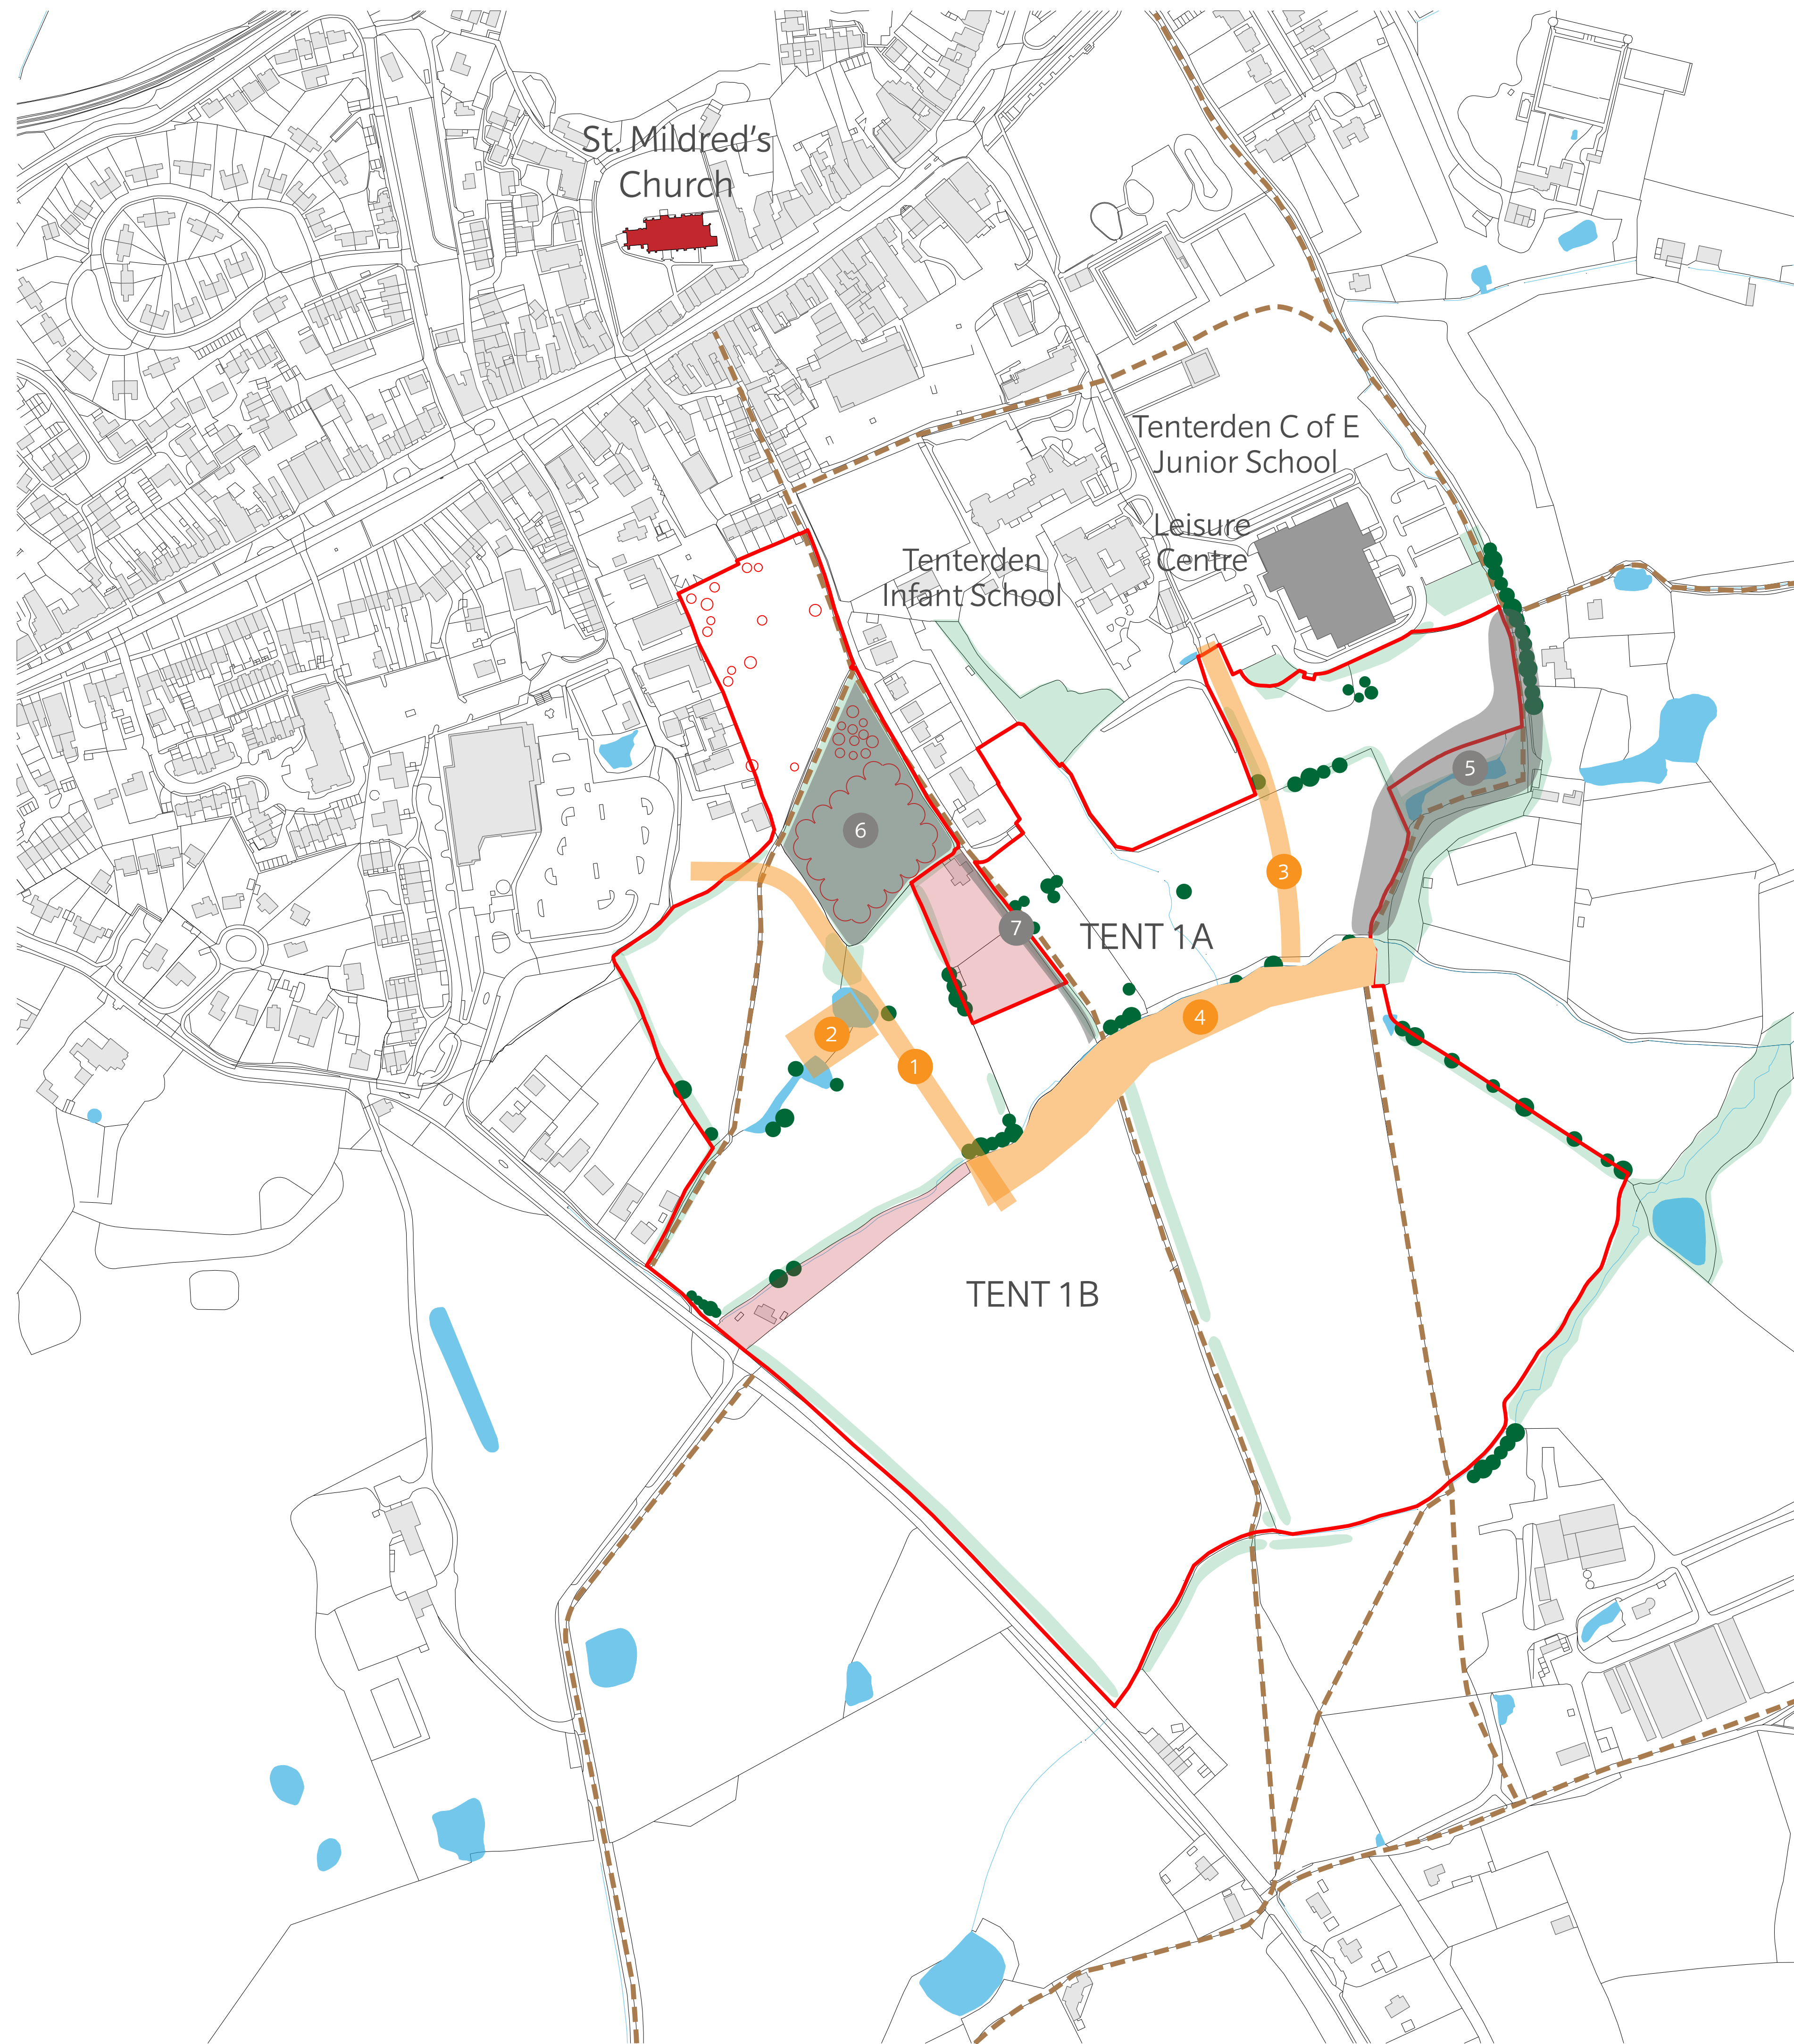 St. Mildred's
Church
Tenterden C of E
Junior School
Leisure
Centre
Tenterden
Infant School
5
6
3
7
TENT 1A
4
2
1
TENT 1B